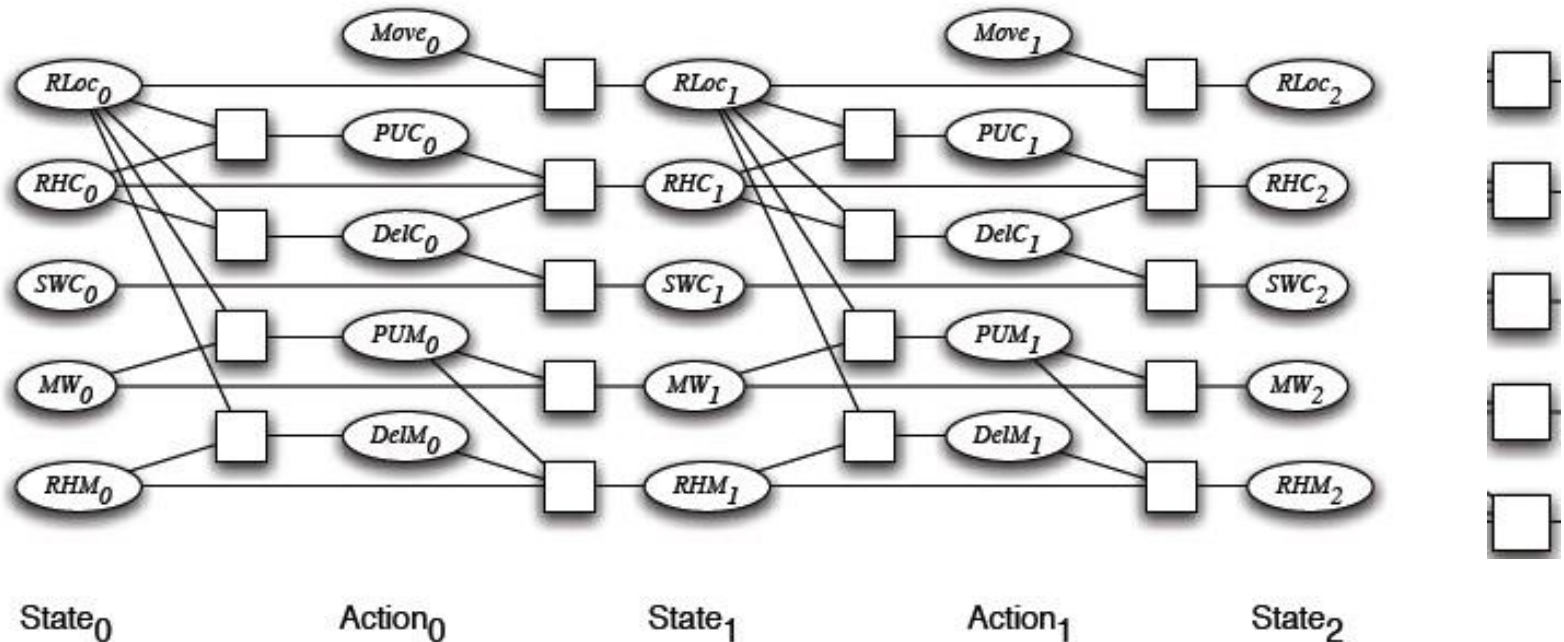 Move0 Move1
RLoc0 RLoc1 RLoc2
PUC0 PUC1
RHC0 RHC1 RHC2
DelC0 DelC1
SWC0 SWC1 SWC2
PUM0 PUM1
MW0 MW1 MW2
DelM0 DelM1
RHM0 RHM1 RHM2
State0 Action0 State1 Action1 State2